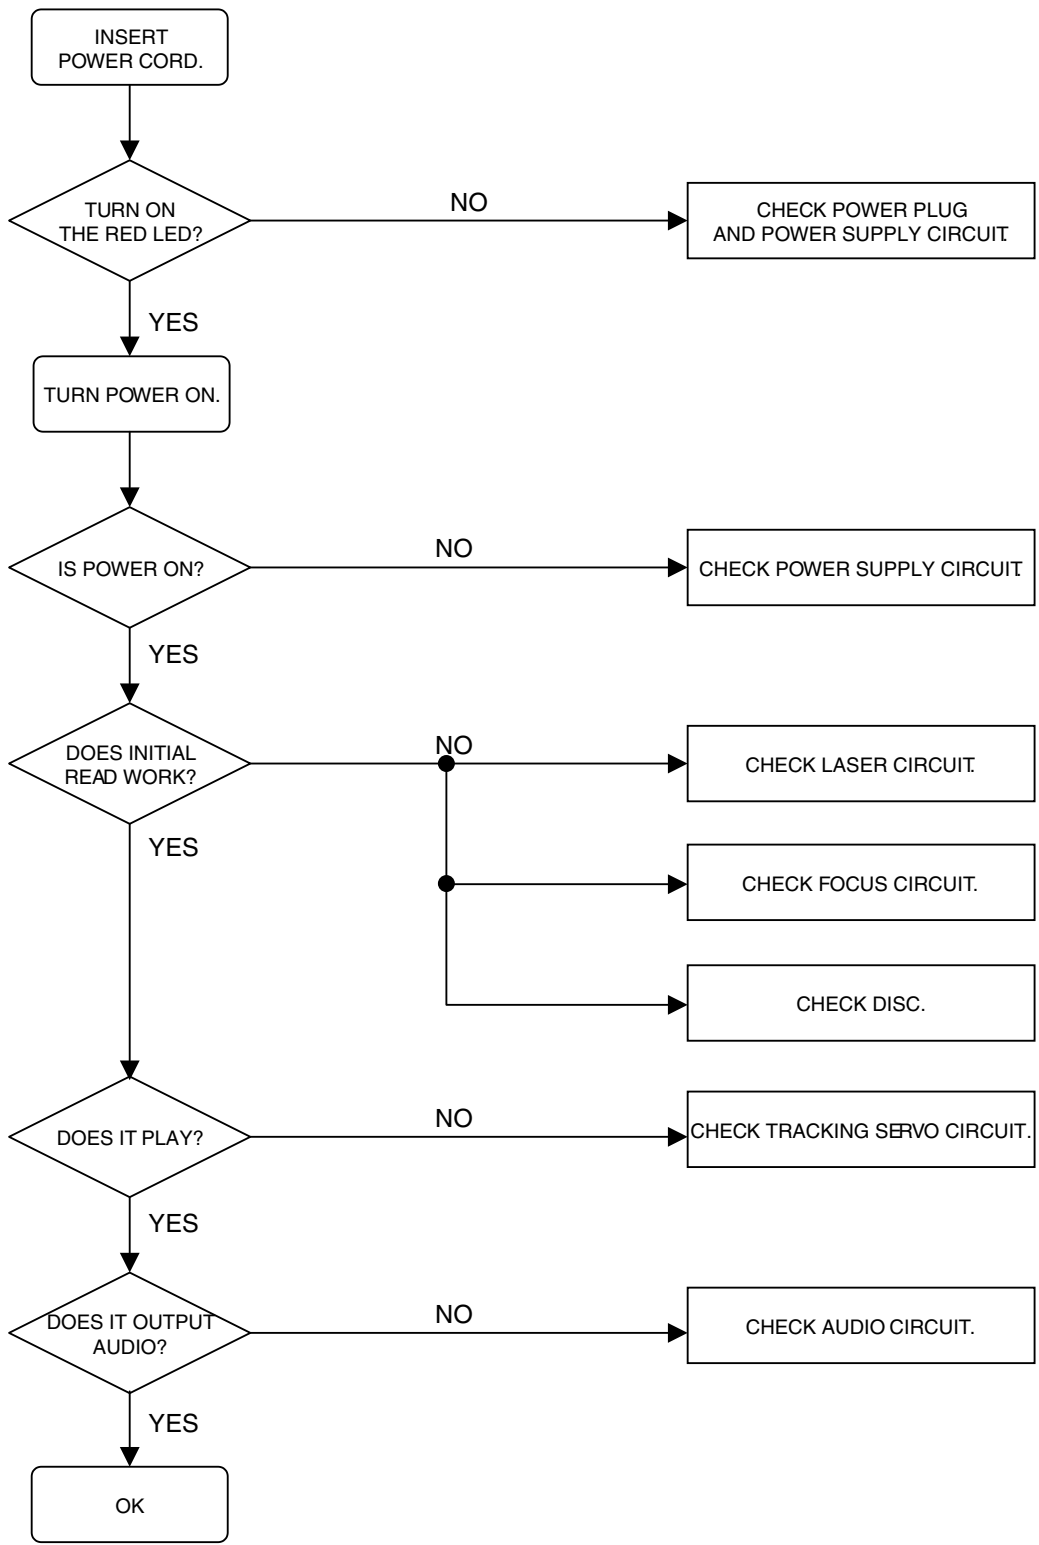 INSERT
POWER CORD.
TURN ON
THE RED LED?
NO
CHECK POWER PLUG
AND POWER SUPPLY CIRCUIT.
YES
TURN POWER ON.
IS POWER ON?
NO
CHECK POWER SUPPLY CIRCUIT.
YES
DOES INITIAL
READ WORK?
NO
CHECK LASER CIRCUIT.
YES
CHECK FOCUS CIRCUIT.
CHECK DISC.
DOES IT PLAY?
NO
CHECK TRACKING SERVO CIRCUIT.
YES
DOES IT OUTPUT
AUDIO?
NO
CHECK AUDIO CIRCUIT.
YES
OK